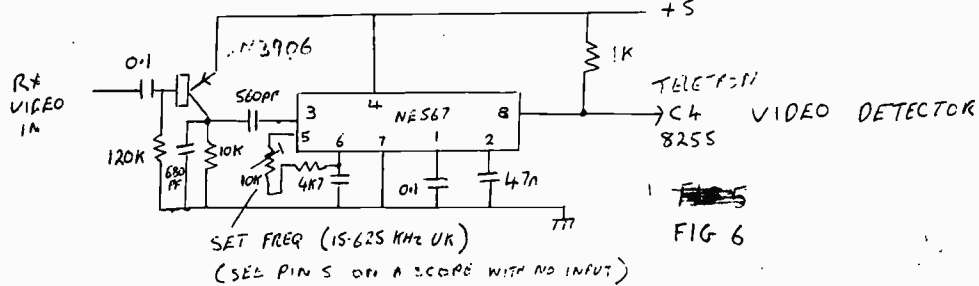 +5
2N3906
1K
0.1
RX
VIDEO
IN
560pF
3
4
NE567
8
5
6
7
1
2
C4
8255
VIDEO DETECTOR
120K
680
PF
10K
10K
4K7
0.1
47n
FIG 6
SET FREQ (15.625 KHz UK)
(SEE PIN 5 ON A SCOPE WITH NO INPUT)